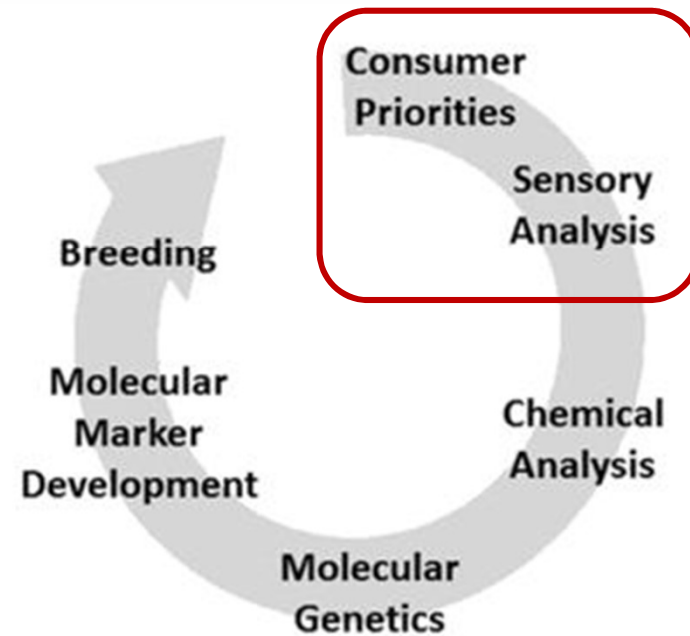 Consumer
Priorities
Sensory
Analysis
Chemical
Analysis
Molecular
Genetics
Molecular
Marker
Development
Breeding